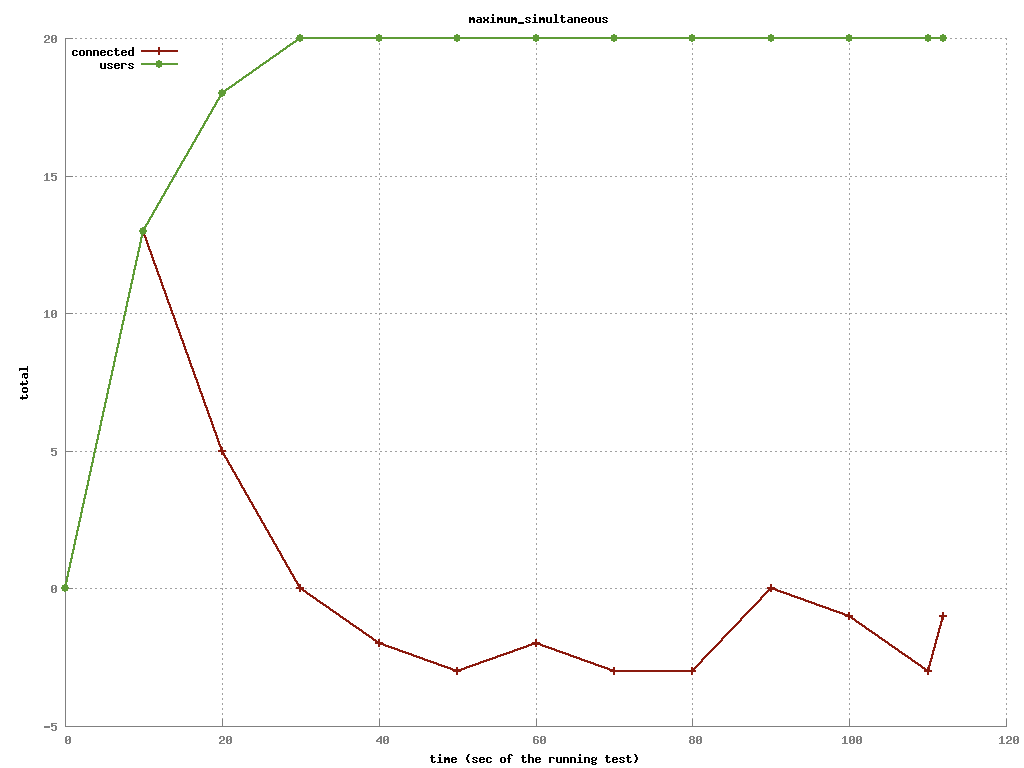 maximum_simultaneous
connected
users
20
15
10
5
0
-5
total
0 20 40 60 80 100 120
time (sec of the running test)